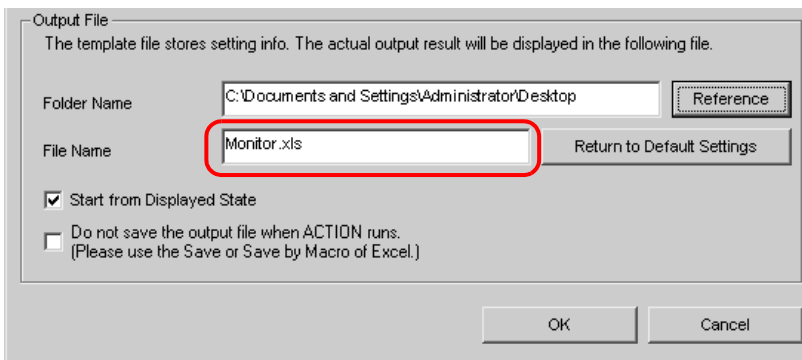 Output File
The template file stores setting info. The actual output result will be displayed in the following file.
Folder Name
C:\Documents and Settings\Administrator\Desktop
Reference
File Name
Monitor.xls
Return to Default Settings
Start from Displayed State
Do not save the output file when ACTION runs.
(Please use the Save or Save by Macro of Excel.)
OK
Cancel